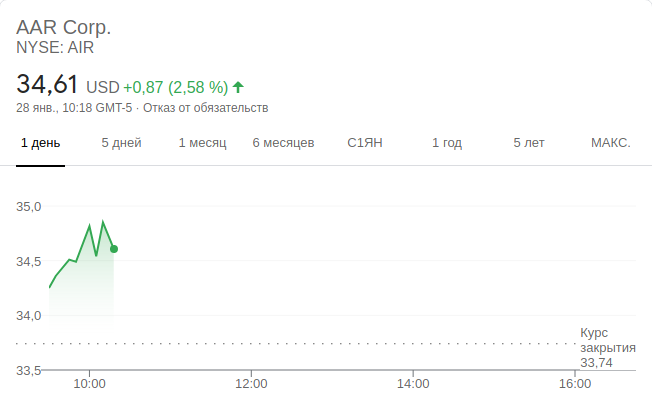 AAR Corp.
NYSE: AIR
34,61 USD +0,87 (2,58 %)
28 янв., 10:18 GMT-5 · Отказ от обязательств
1 день 5 дней 1 месяц 6 месяцев С1ЯН 1 год 5 лет МАКС.
35,0
34,5
34,0
Курс
закрытия
33,74
33,5
10:00 12:00 14:00 16:00